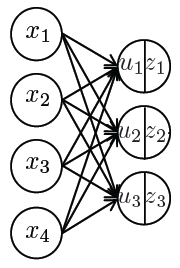 x₁
u₁ z₁
x₂
u₂ z₂
x₃
u₃ z₃
x₄